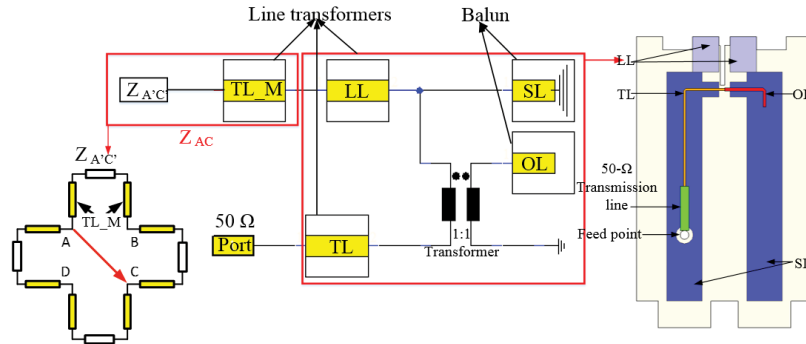 Line transformers
Balun
Z A'C'
TL_M
LL
SL
Z AC
OL
Z A'C'
TL_M
A
B
D
C
50 Ω
Port
TL
1:1
Transformer
LL
TL
OL
50-Ω
Transmission
line
Feed point